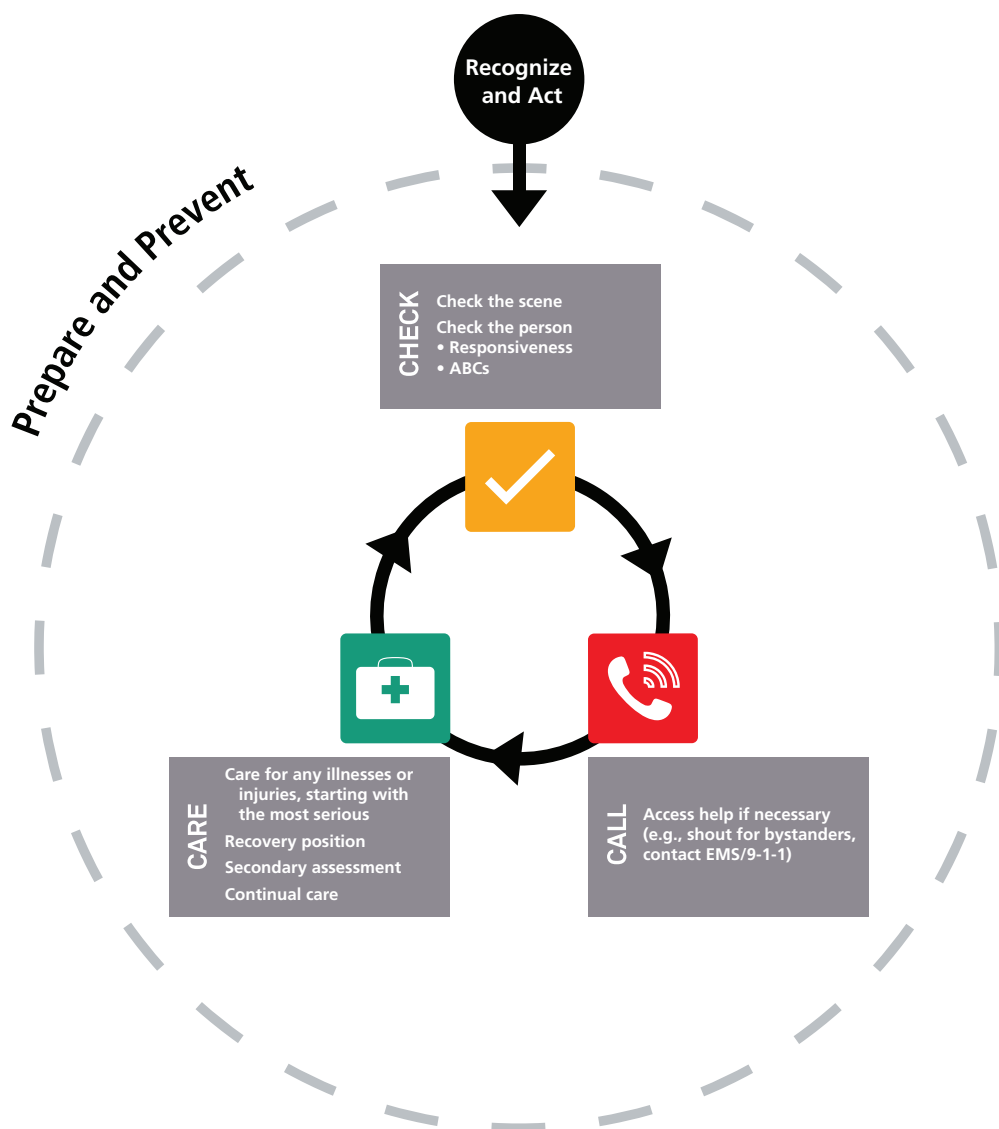 Recognize
and Act
Prepare and Prevent
CHECK
Check the scene
Check the person
• Responsiveness
• ABCs
CARE
Care for any illnesses or
injuries, starting with
the most serious
Recovery position
Secondary assessment
Continual care
CALL
Access help if necessary
(e.g., shout for bystanders,
contact EMS/9-1-1)